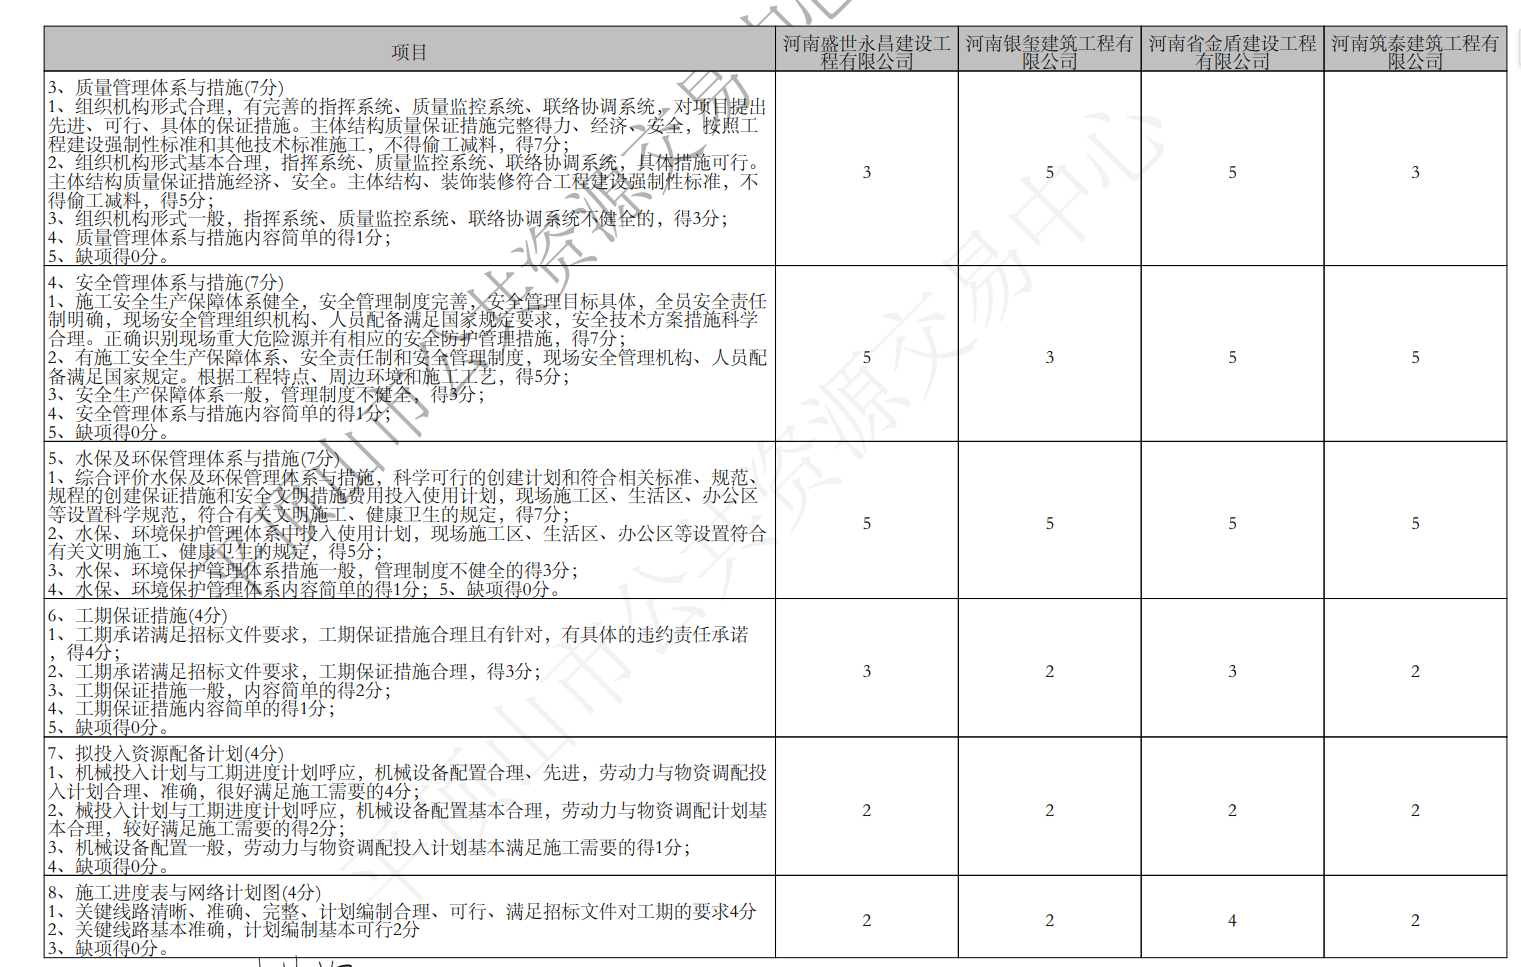 项目
河南盛世永昌建设工
程有限公司
河南银玺建筑工程有
限公司
河南省金盾建设工程
有限公司
河南筑泰建筑工程有
限公司
3、质量管理体系与措施(7分)
1、组织机构形式合理，有完善的指挥系统、质量监控系统、联络协调系统，对项目提出
先进、可行、具体的保证措施。主体结构质量保证措施完整得力、经济、安全，按照工
程建设强制性标准和其他技术标准施工，不得偷工减料，得7分；
2、组织机构形式基本合理，指挥系统、质量监控系统、联络协调系统，具体措施可行。
主体结构质量保证措施经济、安全。主体结构、装饰装修符合工程建设强制性标准，不
得偷工减料，得5分；
3、组织机构形式一般，指挥系统、质量监控系统、联络协调系统不健全的，得3分；
4、质量管理体系与措施内容简单的得1分；
5、缺项得0分。
3
5
5
3
4、安全管理体系与措施(7分)
1、施工安全生产保障体系健全，安全管理制度完善，安全管理目标具体，全员安全责任
制明确，现场安全管理组织机构、人员配备满足国家规定要求，安全技术方案措施科学
合理。正确识别现场重大危险源并有相应的安全防护管理措施，得7分；
2、有施工安全生产保障体系、安全责任制和安全管理制度，现场安全管理机构、人员配
备满足国家规定。根据工程特点、周边环境和施工工艺，得5分；
3、安全生产保障体系一般，管理制度不健全，得3分；
4、安全管理体系与措施内容简单的得1分；
5、缺项得0分。
5
3
5
5
5、水保及环保管理体系与措施(7分)
1、综合评价水保及环保管理体系与措施，科学可行的创建计划和符合相关标准、规范、
规程的创建保证措施和安全文明措施费用投入使用计划，现场施工区、生活区、办公区
等设置科学规范，符合有关文明施工、健康卫生的规定，得7分；
2、水保、环境保护管理体系中投入使用计划，现场施工区、生活区、办公区等设置符合
有关文明施工、健康卫生的规定，得5分；
3、水保、环境保护管理体系措施一般，管理制度不健全的得3分；
4、水保、环境保护管理体系内容简单的得1分；5、缺项得0分。
5
5
5
5
6、工期保证措施(4分)
1、工期承诺满足招标文件要求，工期保证措施合理且有针对，有具体的违约责任承诺
，得4分；
2、工期承诺满足招标文件要求，工期保证措施合理，得3分；
3、工期保证措施一般，内容简单的得2分；
4、工期保证措施内容简单的得1分；
5、缺项得0分。
3
2
3
2
7、拟投入资源配备计划(4分)
1、机械投入计划与工期进度计划呼应，机械设备配置合理、先进，劳动力与物资调配投
入计划合理、准确，很好满足施工需要的4分；
2、械投入计划与工期进度计划呼应，机械设备配置基本合理，劳动力与物资调配计划基
本合理，较好满足施工需要的得2分；
3、机械设备配置一般，劳动力与物资调配投入计划基本满足施工需要的得1分；
4、缺项得0分。
2
2
2
2
8、施工进度表与网络计划图(4分)
1、关键线路清晰、准确、完整、计划编制合理、可行、满足招标文件对工期的要求4分
2、关键线路基本准确，计划编制基本可行2分
3、缺项得0分。
2
2
4
2
平顶山市公共资源交易中心
平顶山市公共资源交易中心